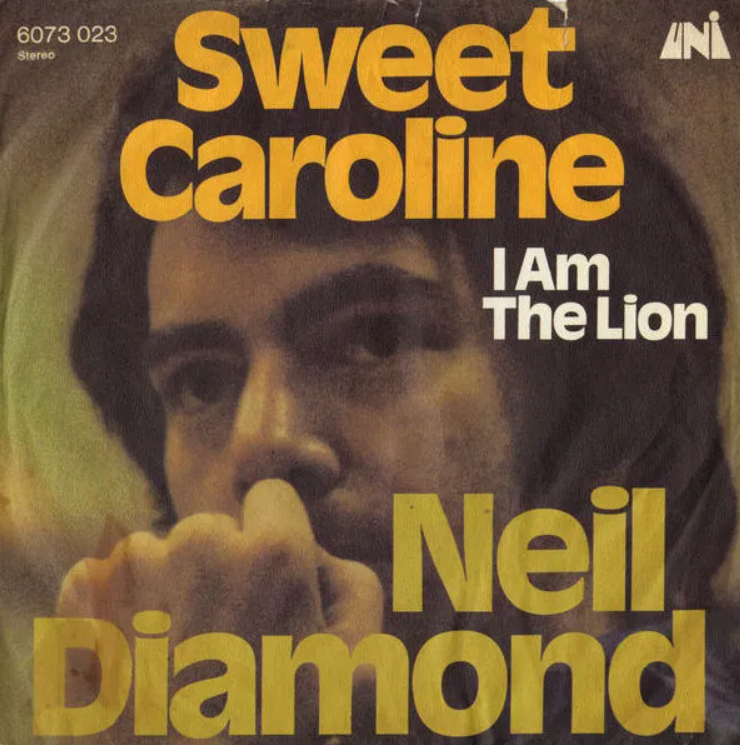 6073 023
Stereo
UNI
Sweet
Caroline
I Am
The Lion
Neil
Diamond